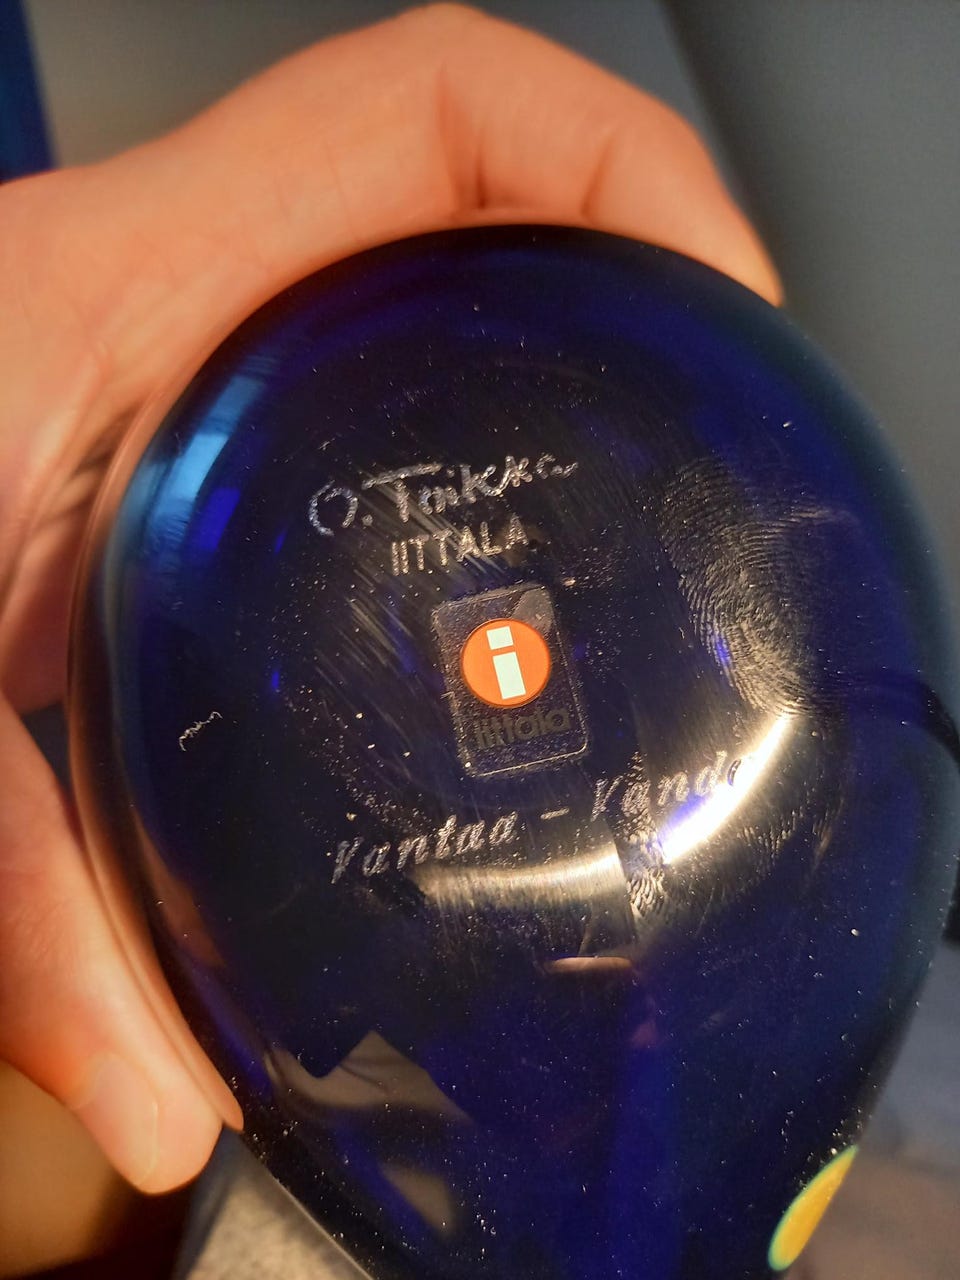 O. Toikka
IITTALA
i
iittala
Vantaa - Vanda